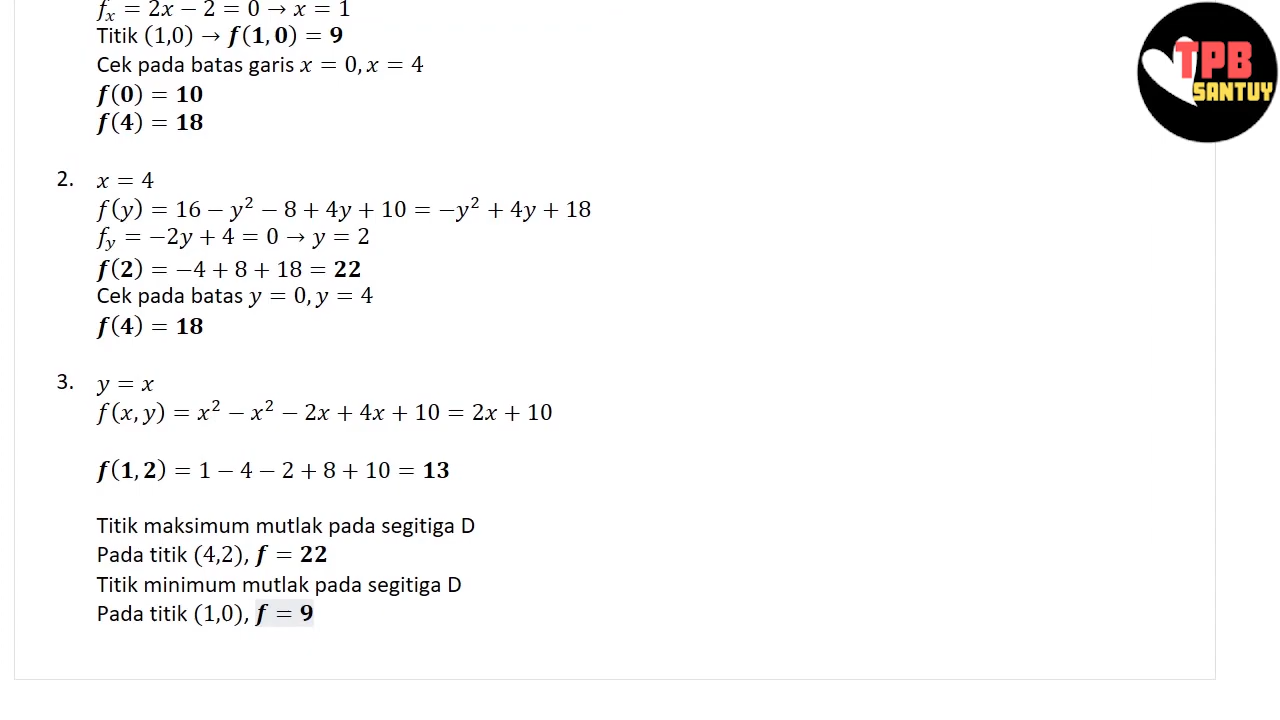 fₓ = 2x − 2 = 0 → x = 1
Titik (1,0) → f(1, 0) = 9
Cek pada batas garis x = 0, x = 4
f(0) = 10
f(4) = 18
2. x = 4
f(y) = 16 − y² − 8 + 4y + 10 = −y² + 4y + 18
f_y = −2y + 4 = 0 → y = 2
f(2) = −4 + 8 + 18 = 22
Cek pada batas y = 0, y = 4
f(4) = 18
3. y = x
f(x, y) = x² − x² − 2x + 4x + 10 = 2x + 10
f(1, 2) = 1 − 4 − 2 + 8 + 10 = 13
Titik maksimum mutlak pada segitiga D
Pada titik (4,2), f = 22
Titik minimum mutlak pada segitiga D
Pada titik (1,0), f = 9
TPB
SANTUY